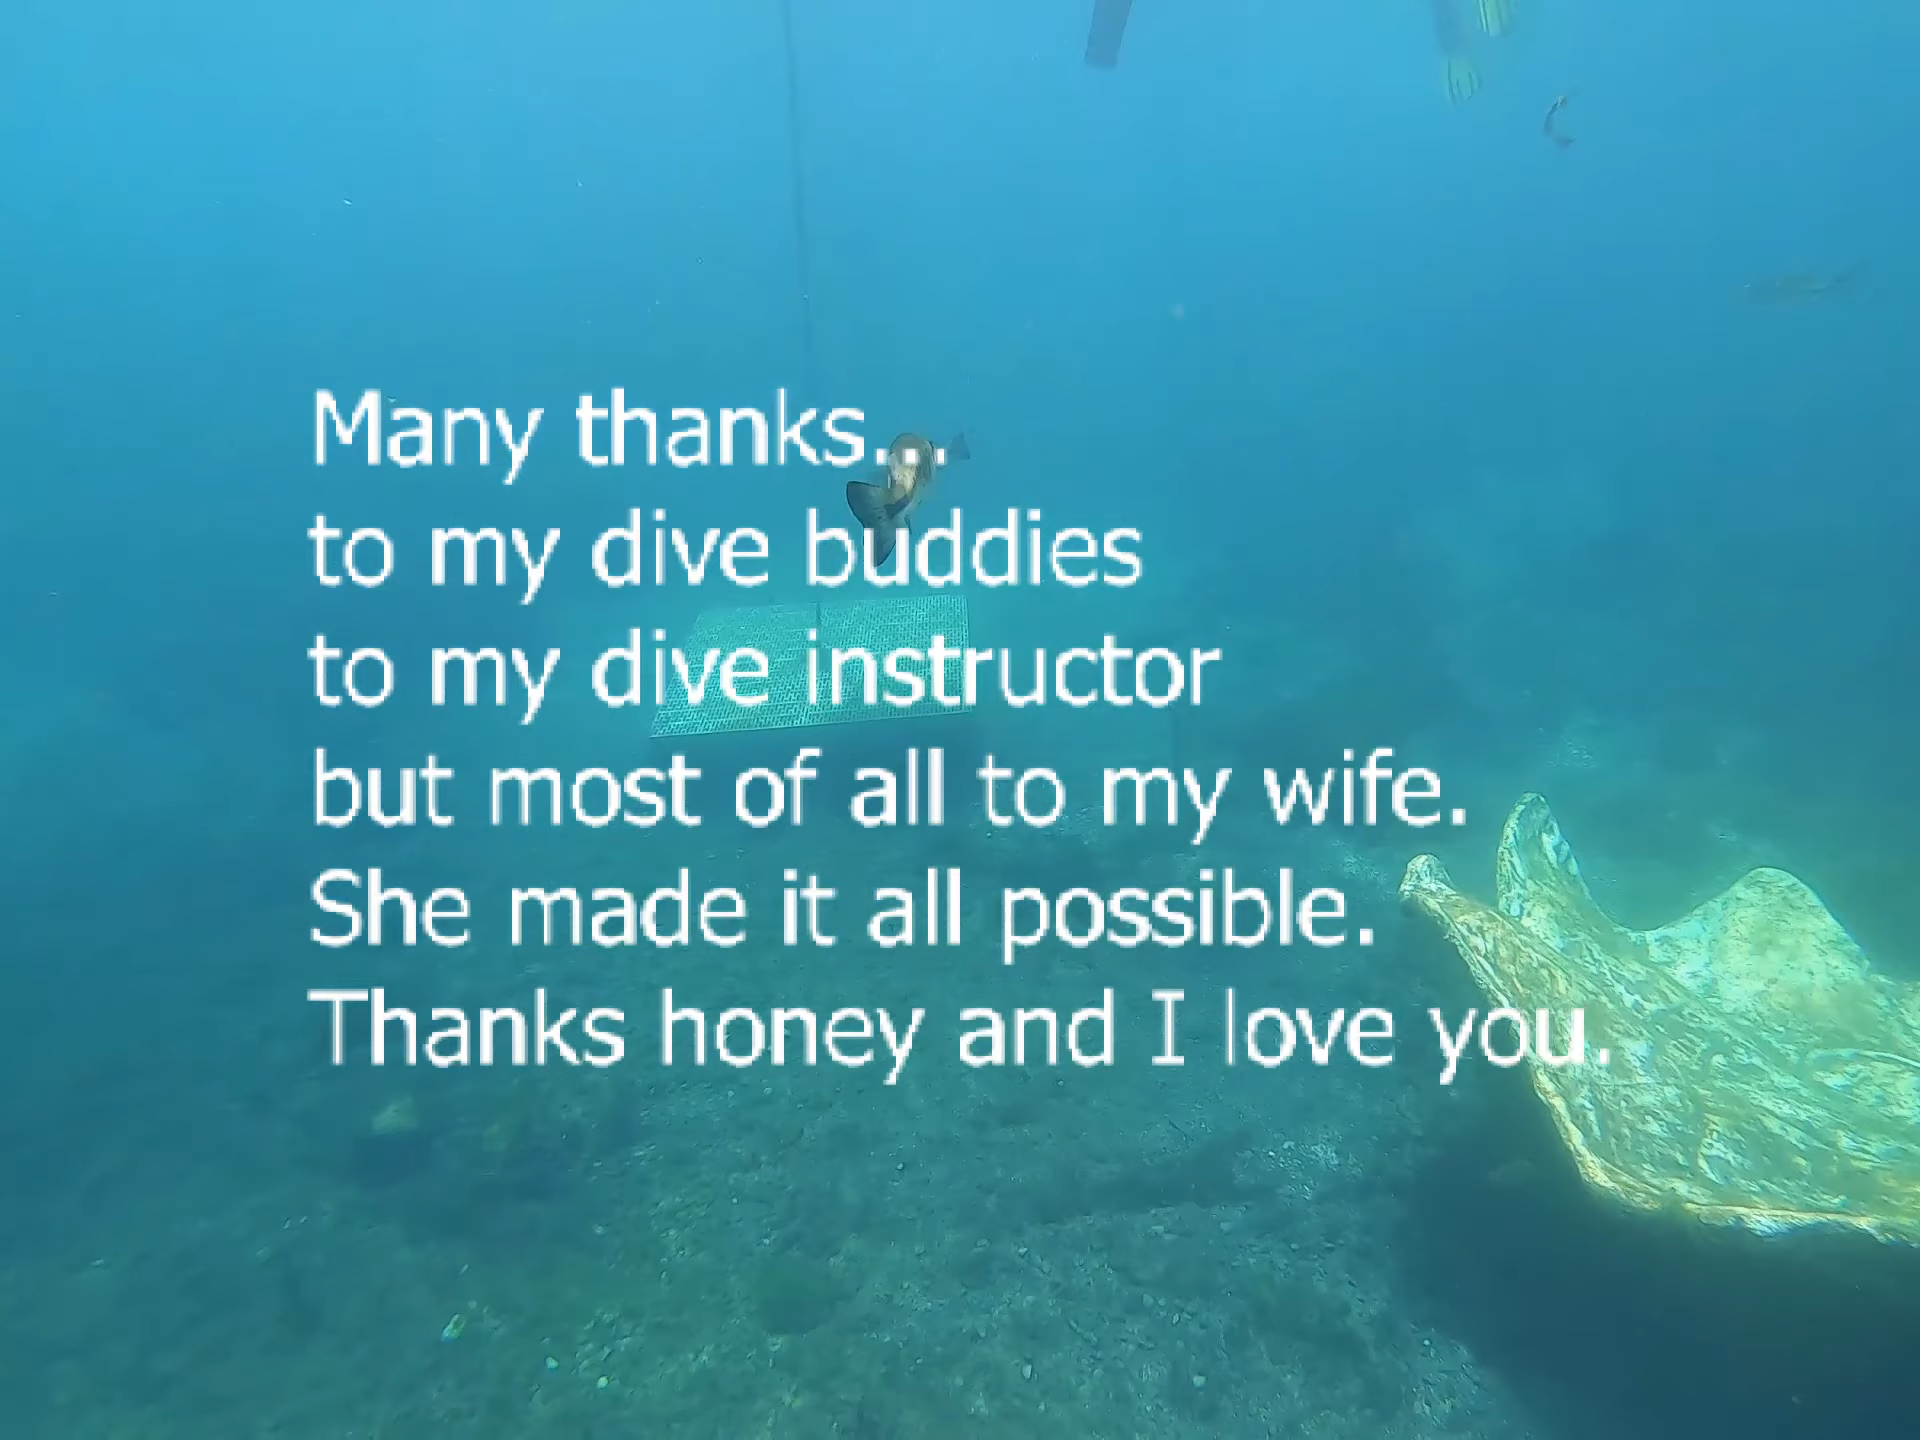 Many thanks...
to my dive buddies
to my dive instructor
but most of all to my wife.
She made it all possible.
Thanks honey and I love you.